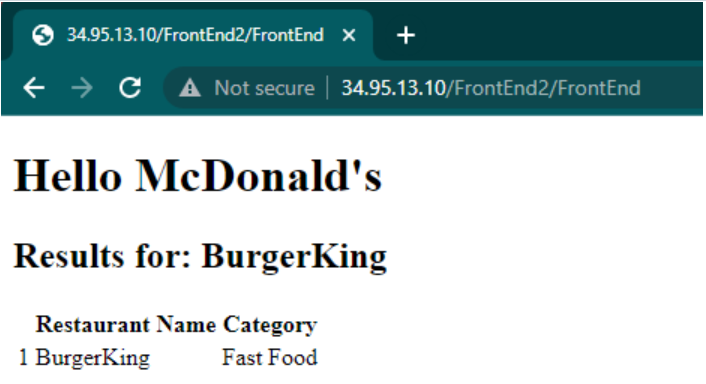 34.95.13.10/FrontEnd2/FrontEnd
Not secure | 34.95.13.10/FrontEnd2/FrontEnd
Hello McDonald's
Results for: BurgerKing
Restaurant Name Category
1 BurgerKing Fast Food